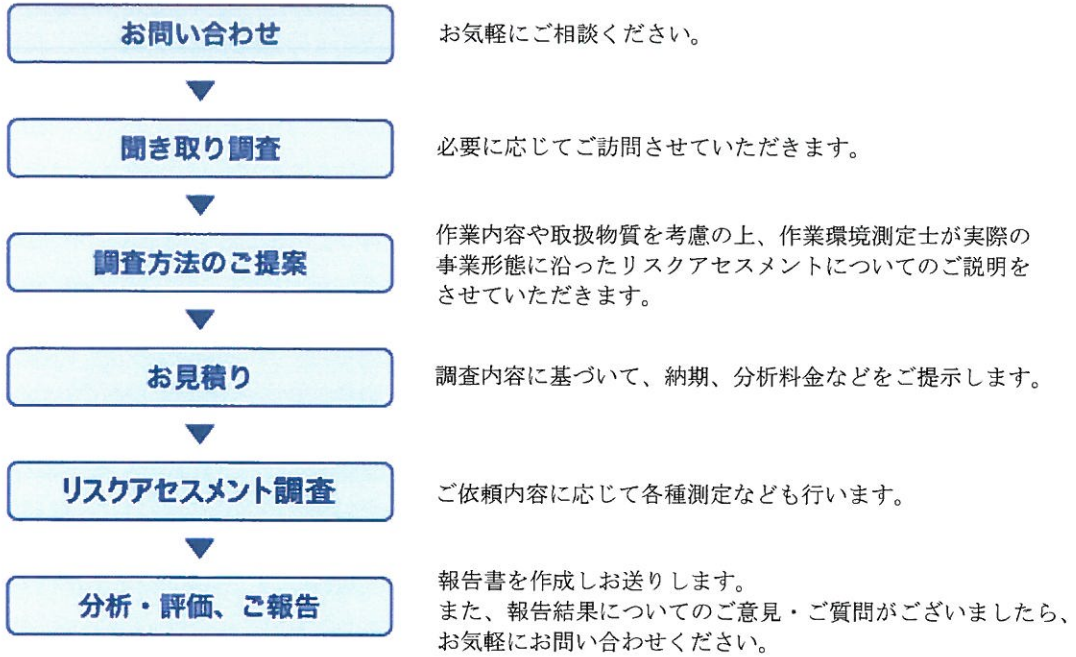 お問い合わせ
お気軽にご相談ください。
聞き取り調査
必要に応じてご訪問させていただきます。
調査方法のご提案
作業内容や取扱物質を考慮の上、作業環境測定士が実際の
事業形態に沿ったリスクアセスメントについてのご説明を
させていただきます。
お見積り
調査内容に基づいて、納期、分析料金などをご提示します。
リスクアセスメント調査
ご依頼内容に応じて各種測定なども行います。
分析・評価、ご報告
報告書を作成しお送りします。
また、報告結果についてのご意見・ご質問がございましたら、
お気軽にお問い合わせください。